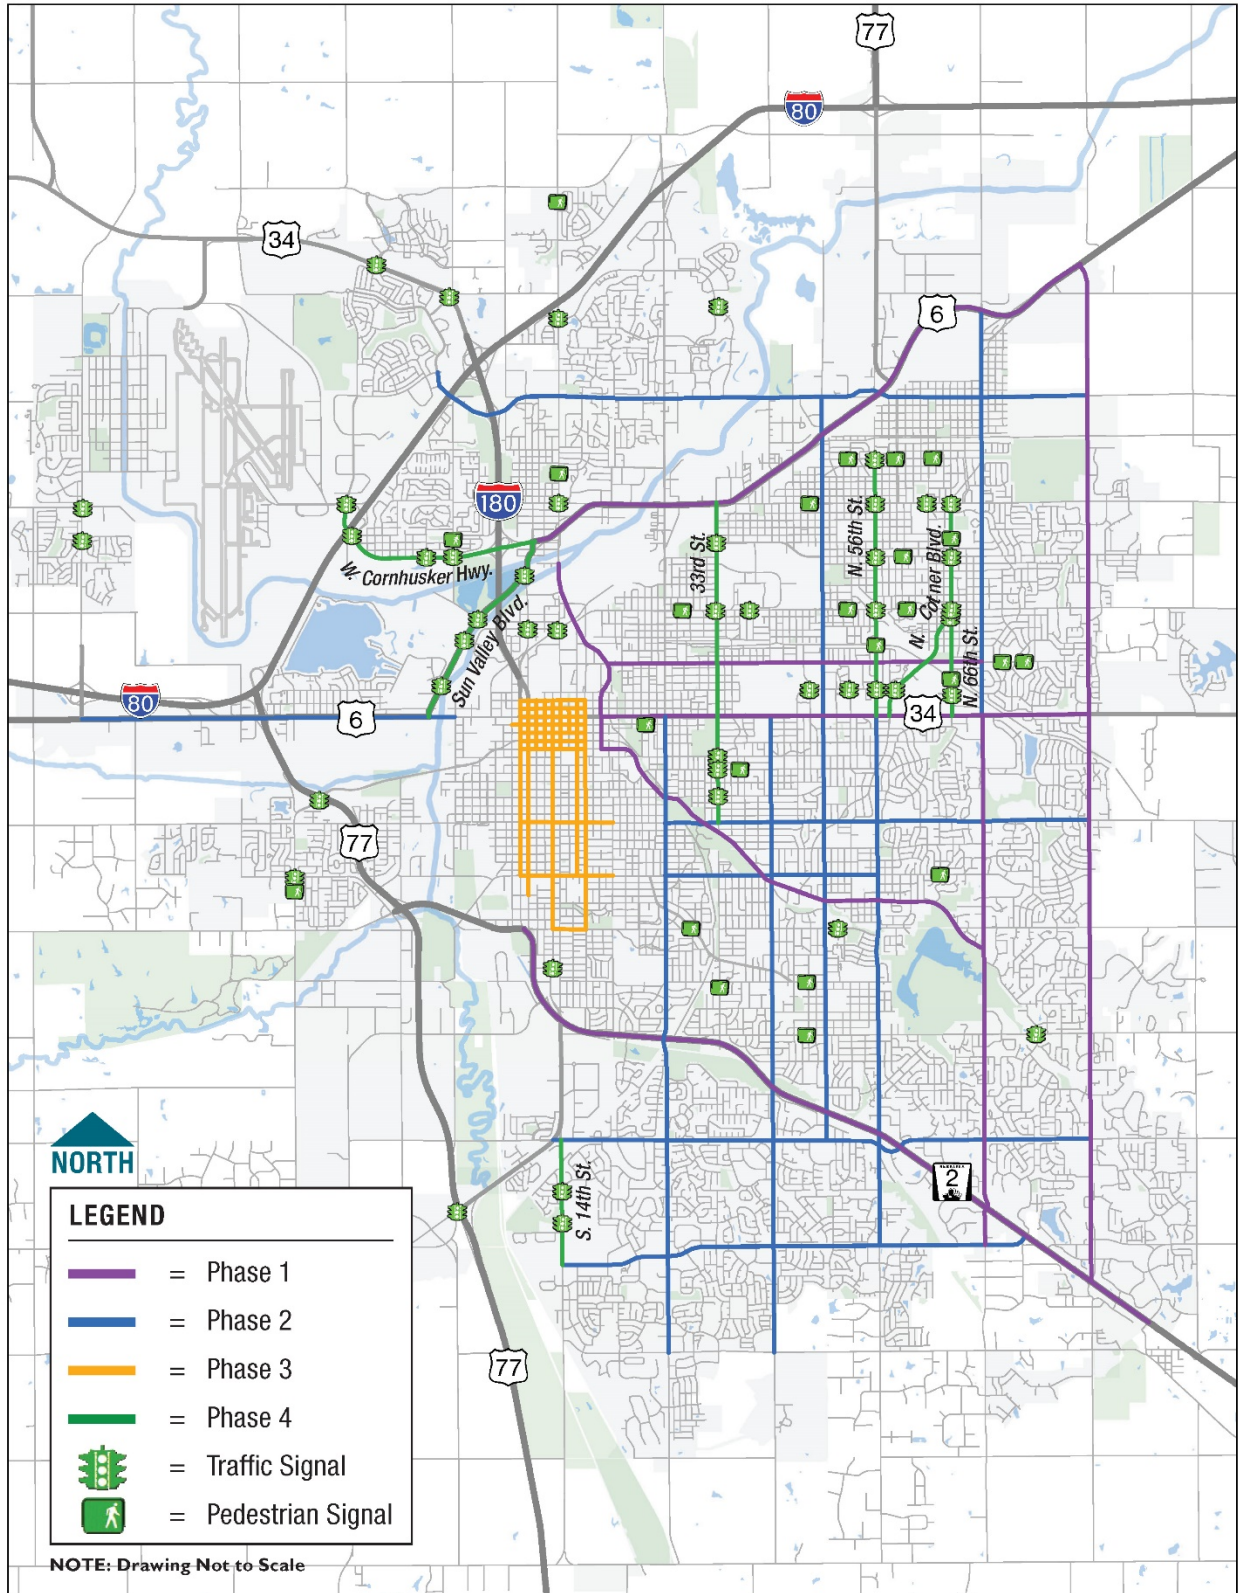 77
80
34
6
180
33rd St.
N. 56th St.
N. Cotner Blvd.
W. Cornhusker Hwy.
Sun Valley Blvd.
N. 66th St.
80
6
34
77
NORTH
2
S. 14th St.
LEGEND
= Phase 1
= Phase 2
= Phase 3
= Phase 4
= Traffic Signal
= Pedestrian Signal
77
NOTE: Drawing Not to Scale